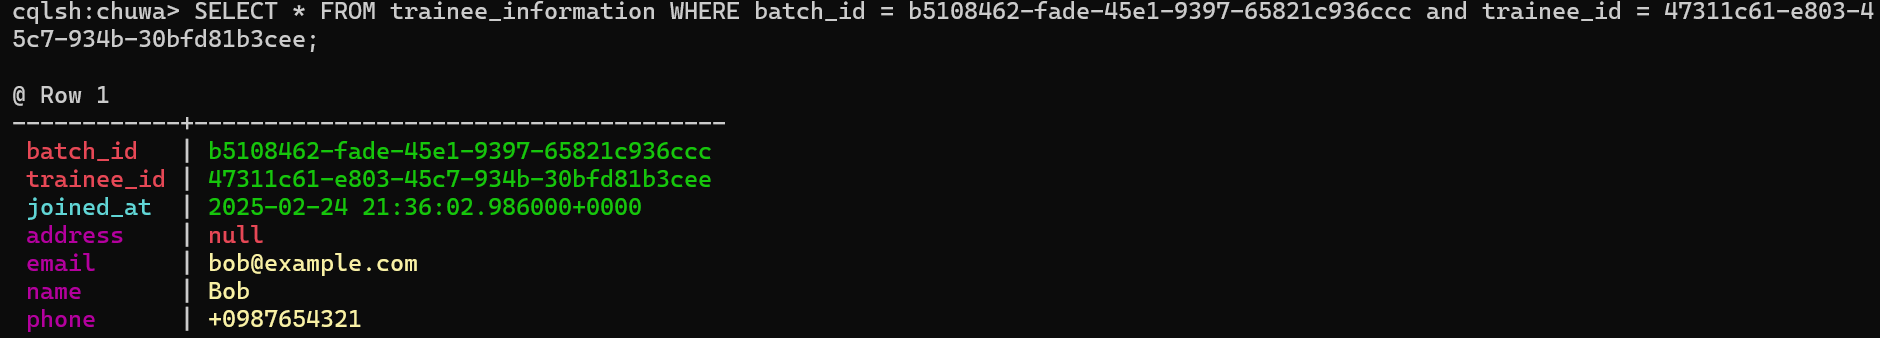 cqlsh:chuwa> SELECT * FROM trainee_information WHERE batch_id = b5108462-fade-45e1-9397-65821c936ccc and trainee_id = 47311c61-e803-4
5c7-934b-30bfd81b3cee;
@ Row 1
------------+--------------------------------------
batch_id | b5108462-fade-45e1-9397-65821c936ccc
trainee_id | 47311c61-e803-45c7-934b-30bfd81b3cee
joined_at | 2025-02-24 21:36:02.986000+0000
address | null
email | bob@example.com
name | Bob
phone | +0987654321